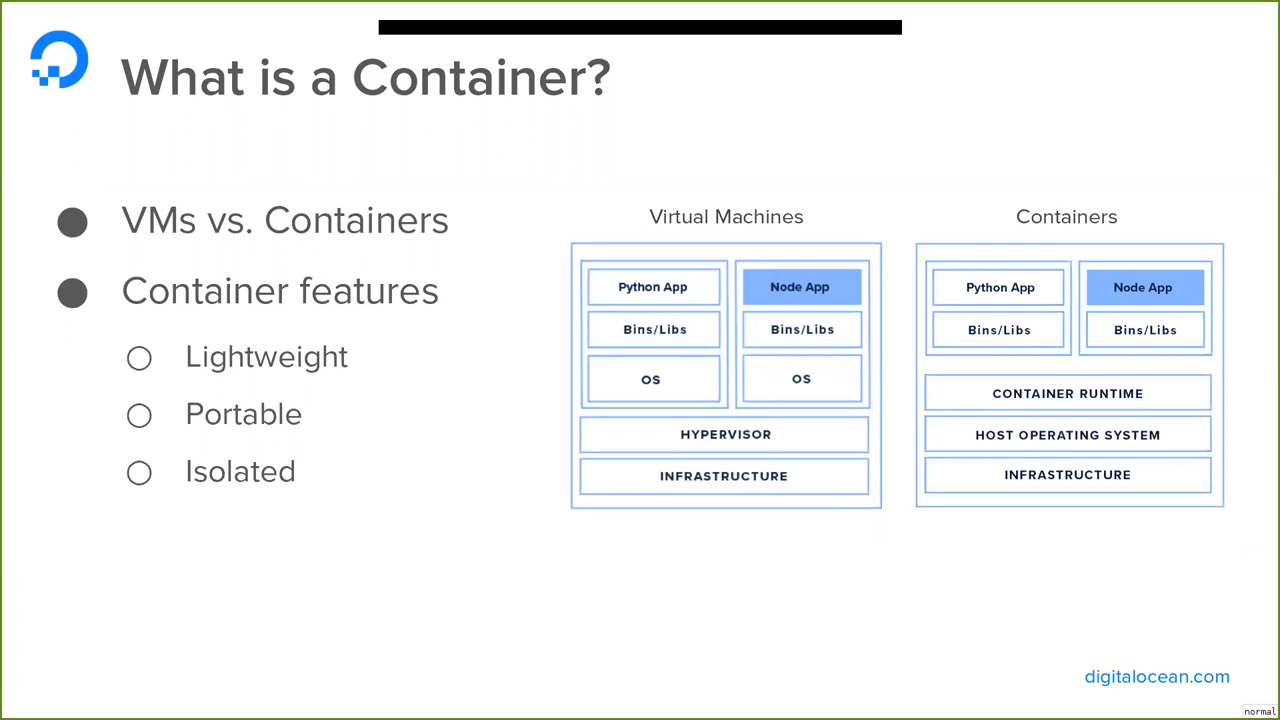 What is a Container?
VMs vs. Containers
Container features
Lightweight
Portable
Isolated
Virtual Machines
Python App
Node App
Bins/Libs
Bins/Libs
OS
OS
HYPERVISOR
INFRASTRUCTURE
Containers
Python App
Node App
Bins/Libs
Bins/Libs
CONTAINER RUNTIME
HOST OPERATING SYSTEM
INFRASTRUCTURE
digitalocean.com
normal